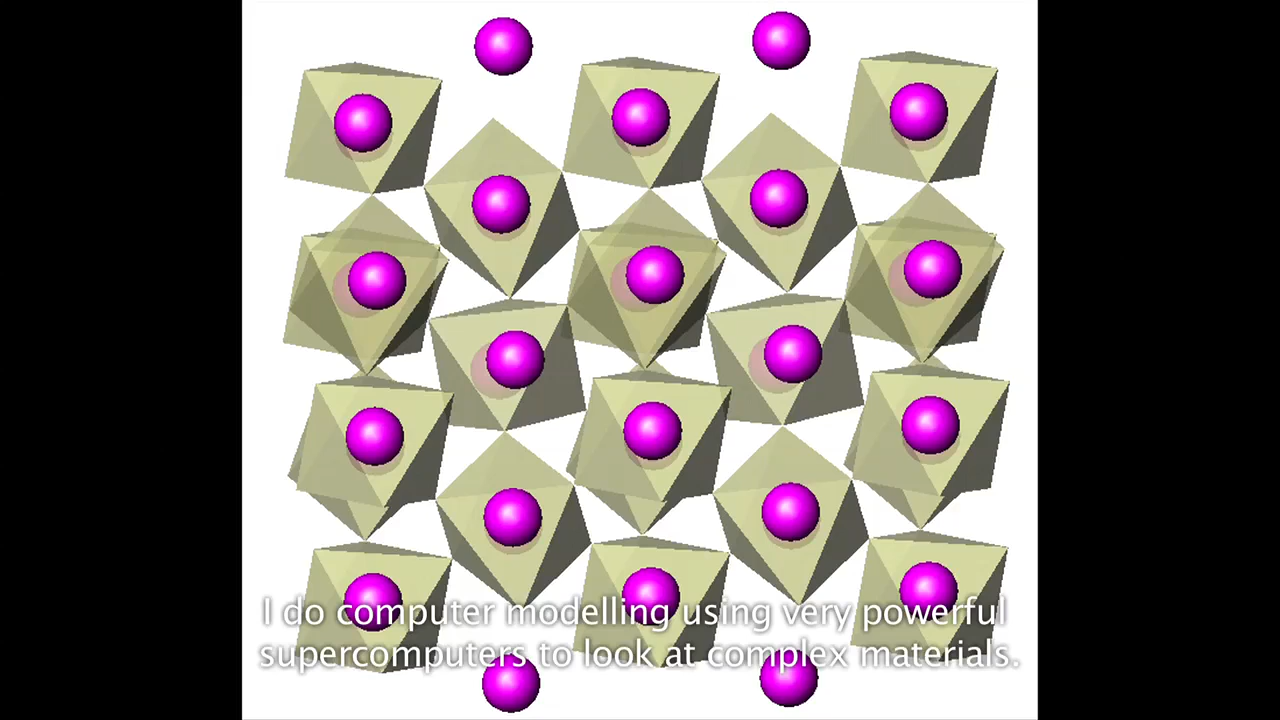 I do computer modelling using very powerful
supercomputers to look at complex materials.